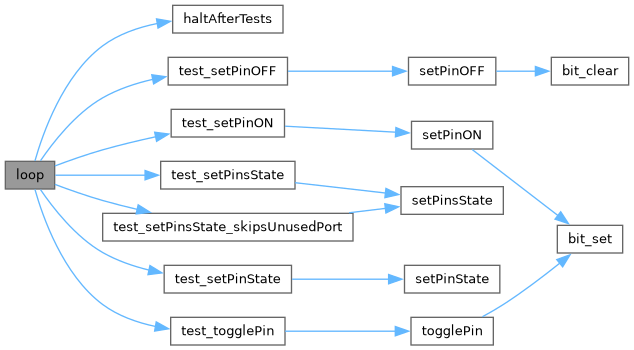 haltAfterTests
test_setPinOFF
setPinOFF
bit_clear
test_setPinON
setPinON
loop
test_setPinsState
setPinsState
test_setPinsState_skipsUnusedPort
bit_set
test_setPinState
setPinState
test_togglePin
togglePin